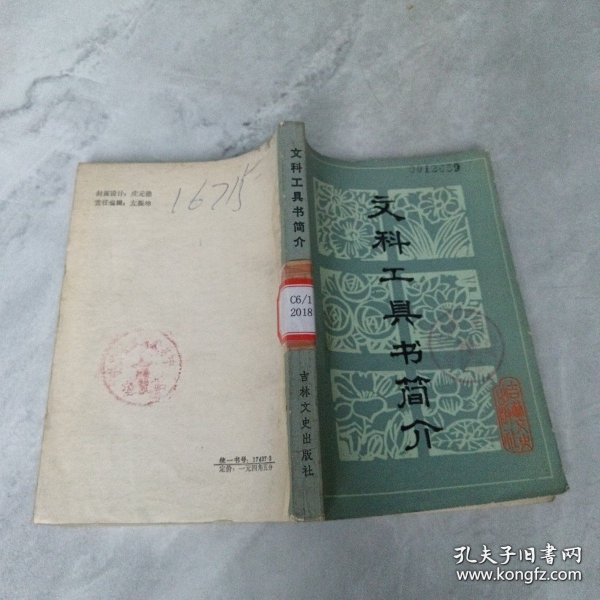 封面设计：庄元德
责任编辑：左振坤
1675
统一书号：17437·3
定价：一元四角五分
文科工具书简介
C6/1
2018
吉林文史出版社
0012659
文科工具书简介
孔夫子旧书网
www.kongfz.com